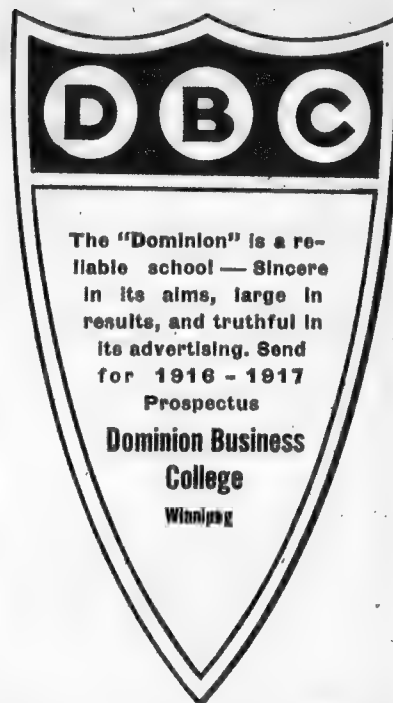 D B C
The "Dominion" is a re-
liable school — Sincere
in its aims, large in
results, and truthful in
its advertising. Send
for 1916 - 1917
Prospectus
Dominion Business
College
Winnipeg